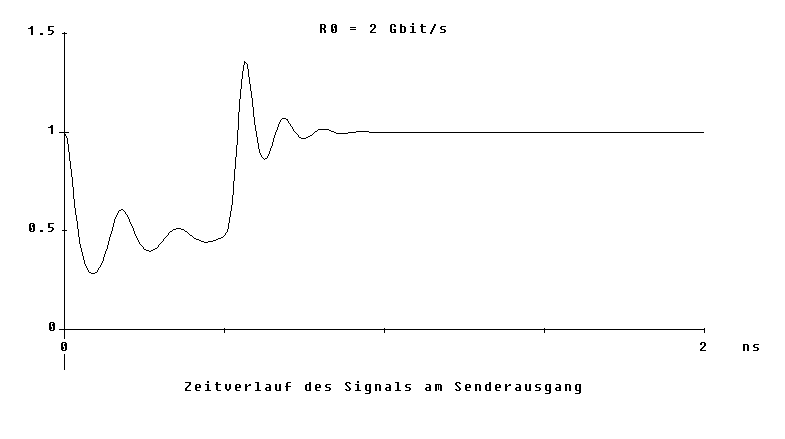 R0 = 2 Gbit/s
1.5
1
0.5
0
0
2
ns
Zeitverlauf des Signals am Senderausgang